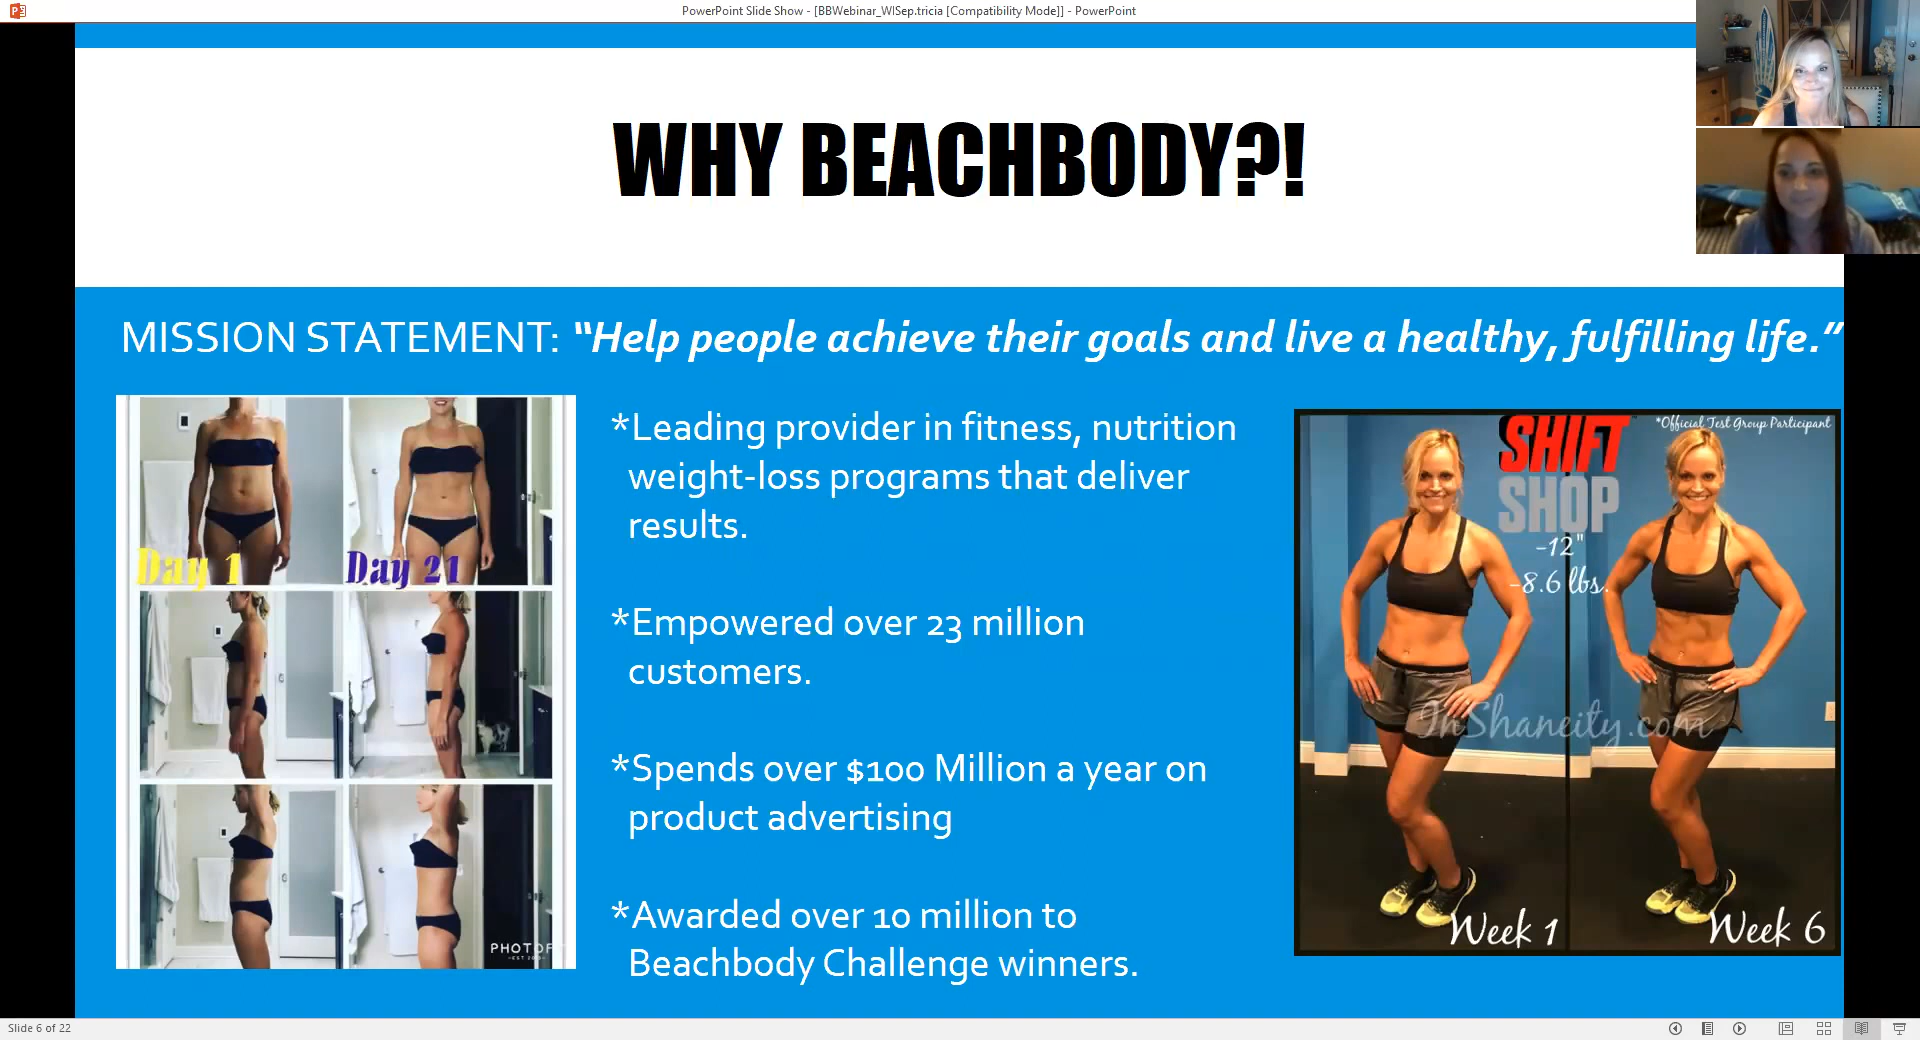 PowerPoint Slide Show - [BBWebinar_WISep.tricia [Compatibility Mode]] - PowerPoint
WHY BEACHBODY?!
MISSION STATEMENT: “Help people achieve their goals and live a healthy, fulfilling life.”
Day 1
Day 21
PHOTOF
*Leading provider in fitness, nutrition
weight-loss programs that deliver
results.
*Empowered over 23 million
customers.
*Spends over $100 Million a year on
product advertising
*Awarded over 10 million to
Beachbody Challenge winners.
SHIFT
SHOP
*Official Test Group Participant
-12"
-8.6 lbs.
InShaneity.com
Week 1
Week 6
Slide 6 of 22